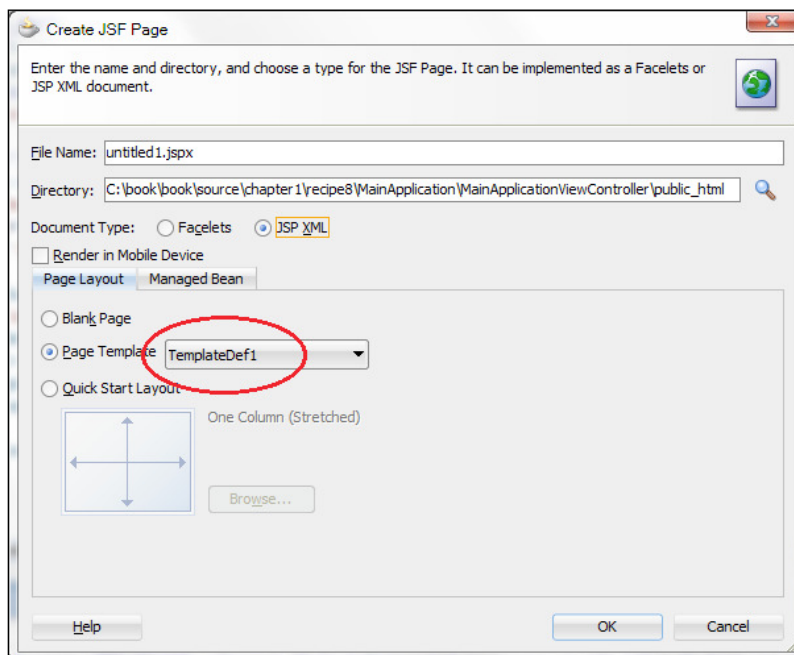 Create JSF Page
Enter the name and directory, and choose a type for the JSF Page. It can be implemented as a Facelets or
JSP XML document.
File Name: untitled1.jspx
Directory: C:\book\book\source\chapter1\recipe8\MainApplication\MainApplicationViewController\public_html
Document Type: Facelets JSP XML
Render in Mobile Device
Page Layout Managed Bean
Blank Page
Page Template TemplateDef1
Quick Start Layout
One Column (Stretched)
Browse...
Help OK Cancel